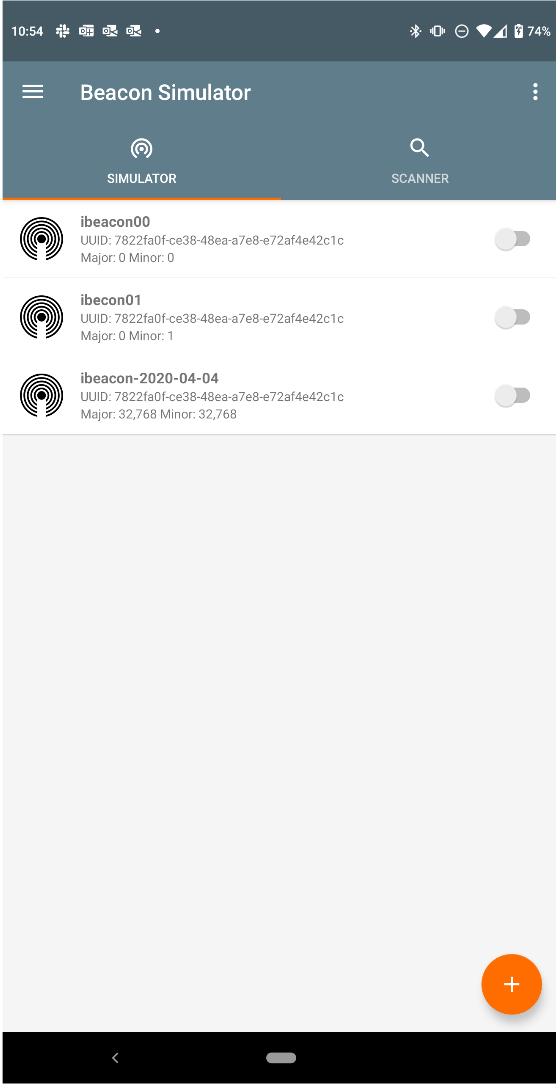 10:54
74%
Beacon Simulator
SIMULATOR
SCANNER
ibeacon00
UUID: 7822fa0f-ce38-48ea-a7e8-e72af4e42c1c
Major: 0 Minor: 0
ibecon01
UUID: 7822fa0f-ce38-48ea-a7e8-e72af4e42c1c
Major: 0 Minor: 1
ibeacon-2020-04-04
UUID: 7822fa0f-ce38-48ea-a7e8-e72af4e42c1c
Major: 32,768 Minor: 32,768